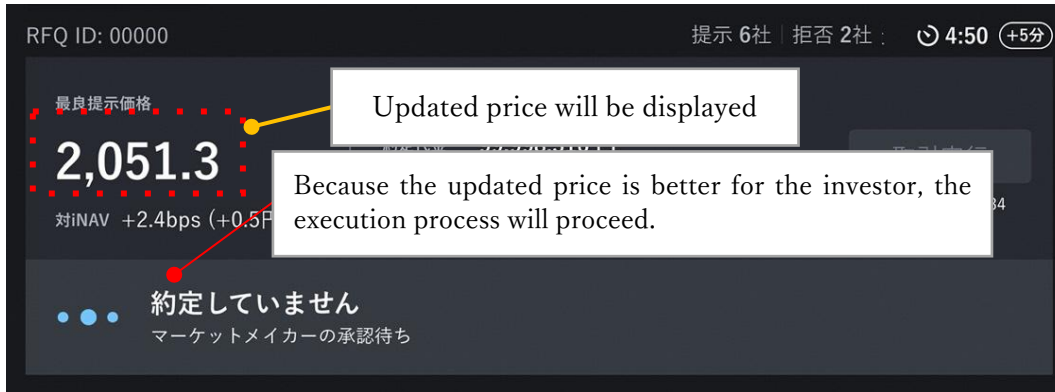 RFQ ID: 00000
提示 6社 拒否 2社 : 4:50 +5分
最良提示価格
Updated price will be displayed
2,051.3
Because the updated price is better for the investor, the
execution process will proceed.
対iNAV +2.4bps (+0.5円
約定していません
マーケットメイカーの承認待ち